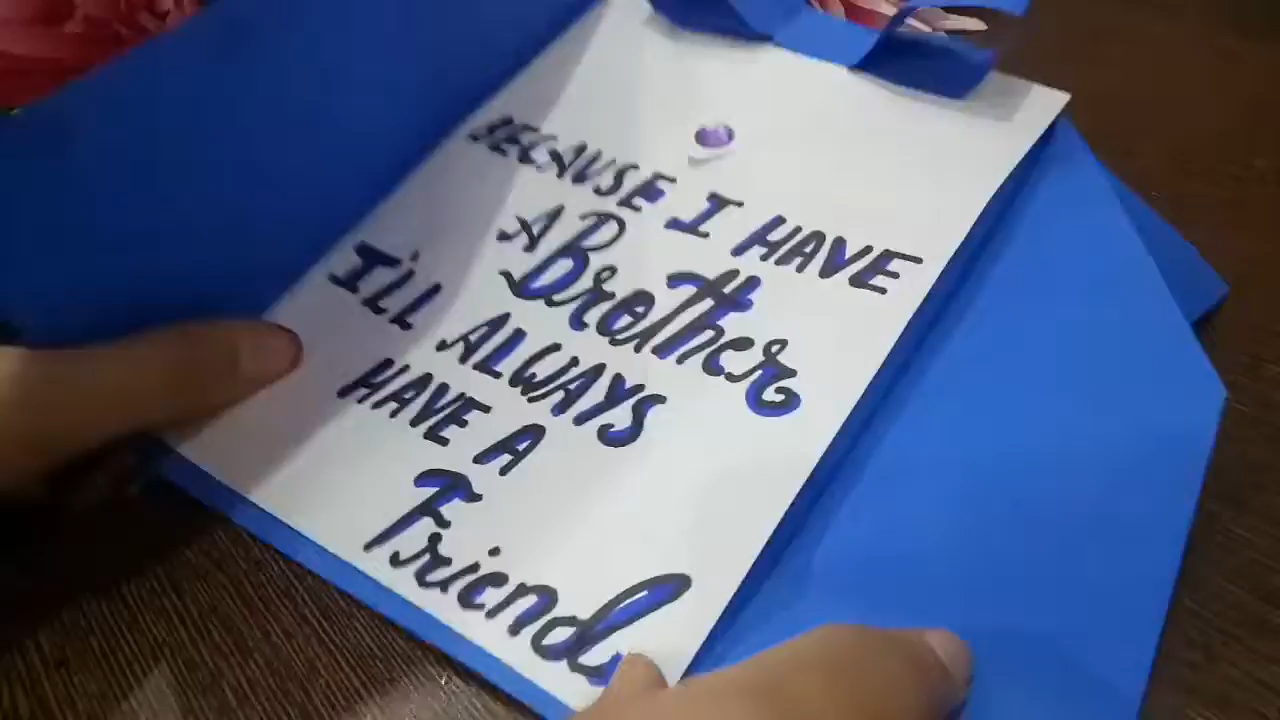 BECAUSE I HAVE
A Brother
I'LL ALWAYS
HAVE A
Friend